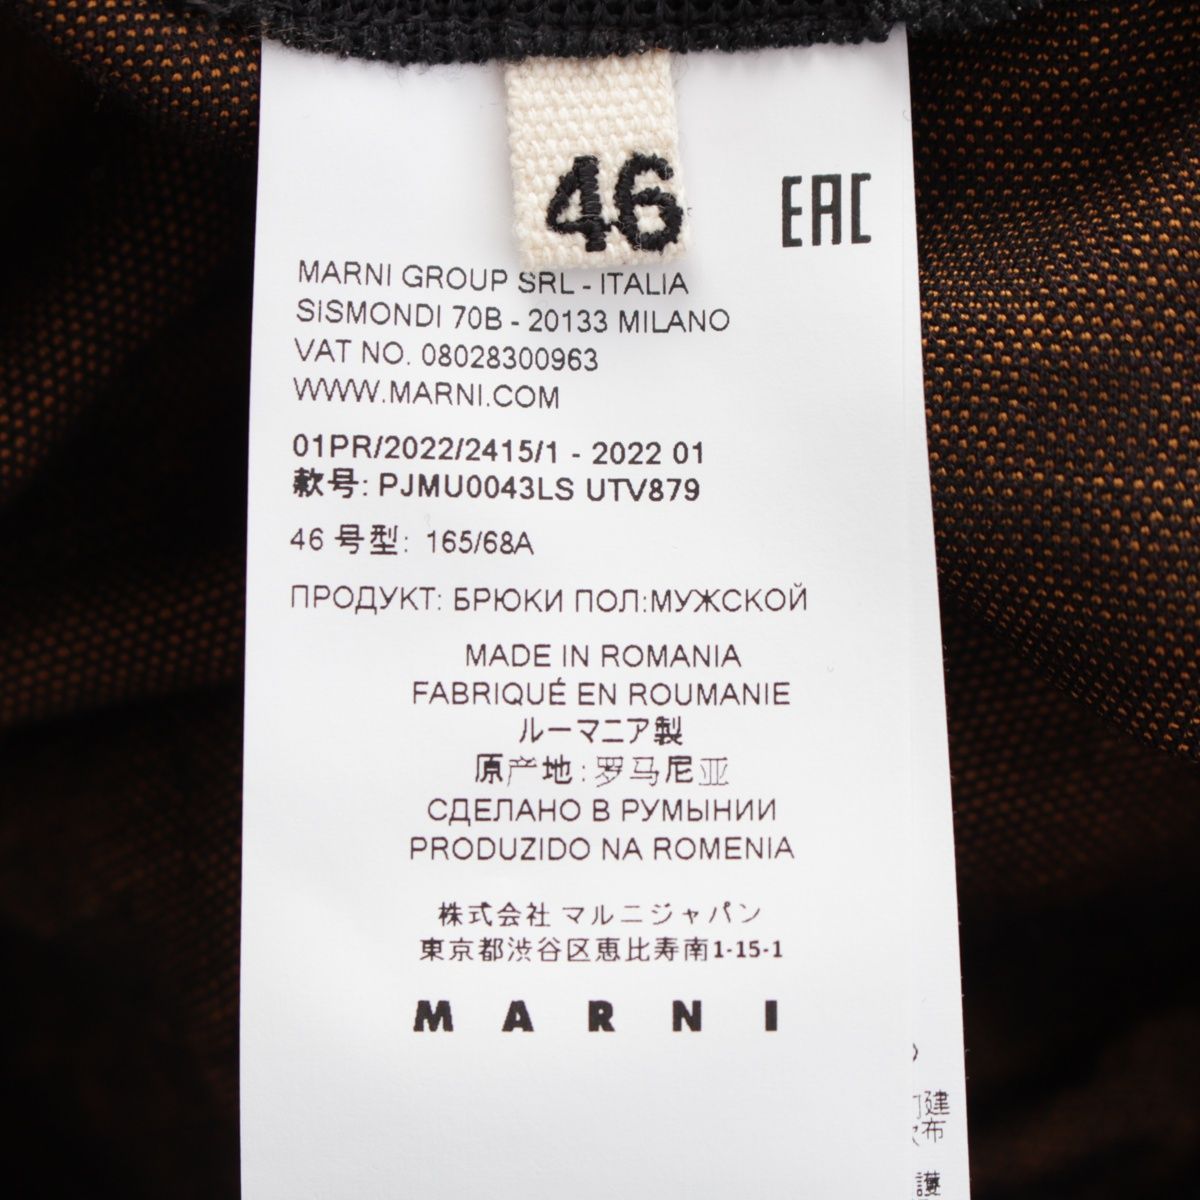 46
EAC
MARNI GROUP SRL - ITALIA
SISMONDI 70B - 20133 MILANO
VAT NO. 08028300963
WWW.MARNI.COM
01PR/2022/2415/1 - 2022 01
款号: PJMU0043LS UTV879
46 号型: 165/68A
ПРОДУКТ: БРЮКИ ПОЛ:МУЖСКОЙ
MADE IN ROMANIA
FABRIQUÉ EN ROUMANIE
ルーマニア製
原产地: 罗马尼亚
СДЕЛАНО В РУМЫНИИ
PRODUZIDO NA ROMENIA
株式会社 マルニジャパン
東京都渋谷区恵比寿南1-15-1
MARNI
建
布
護